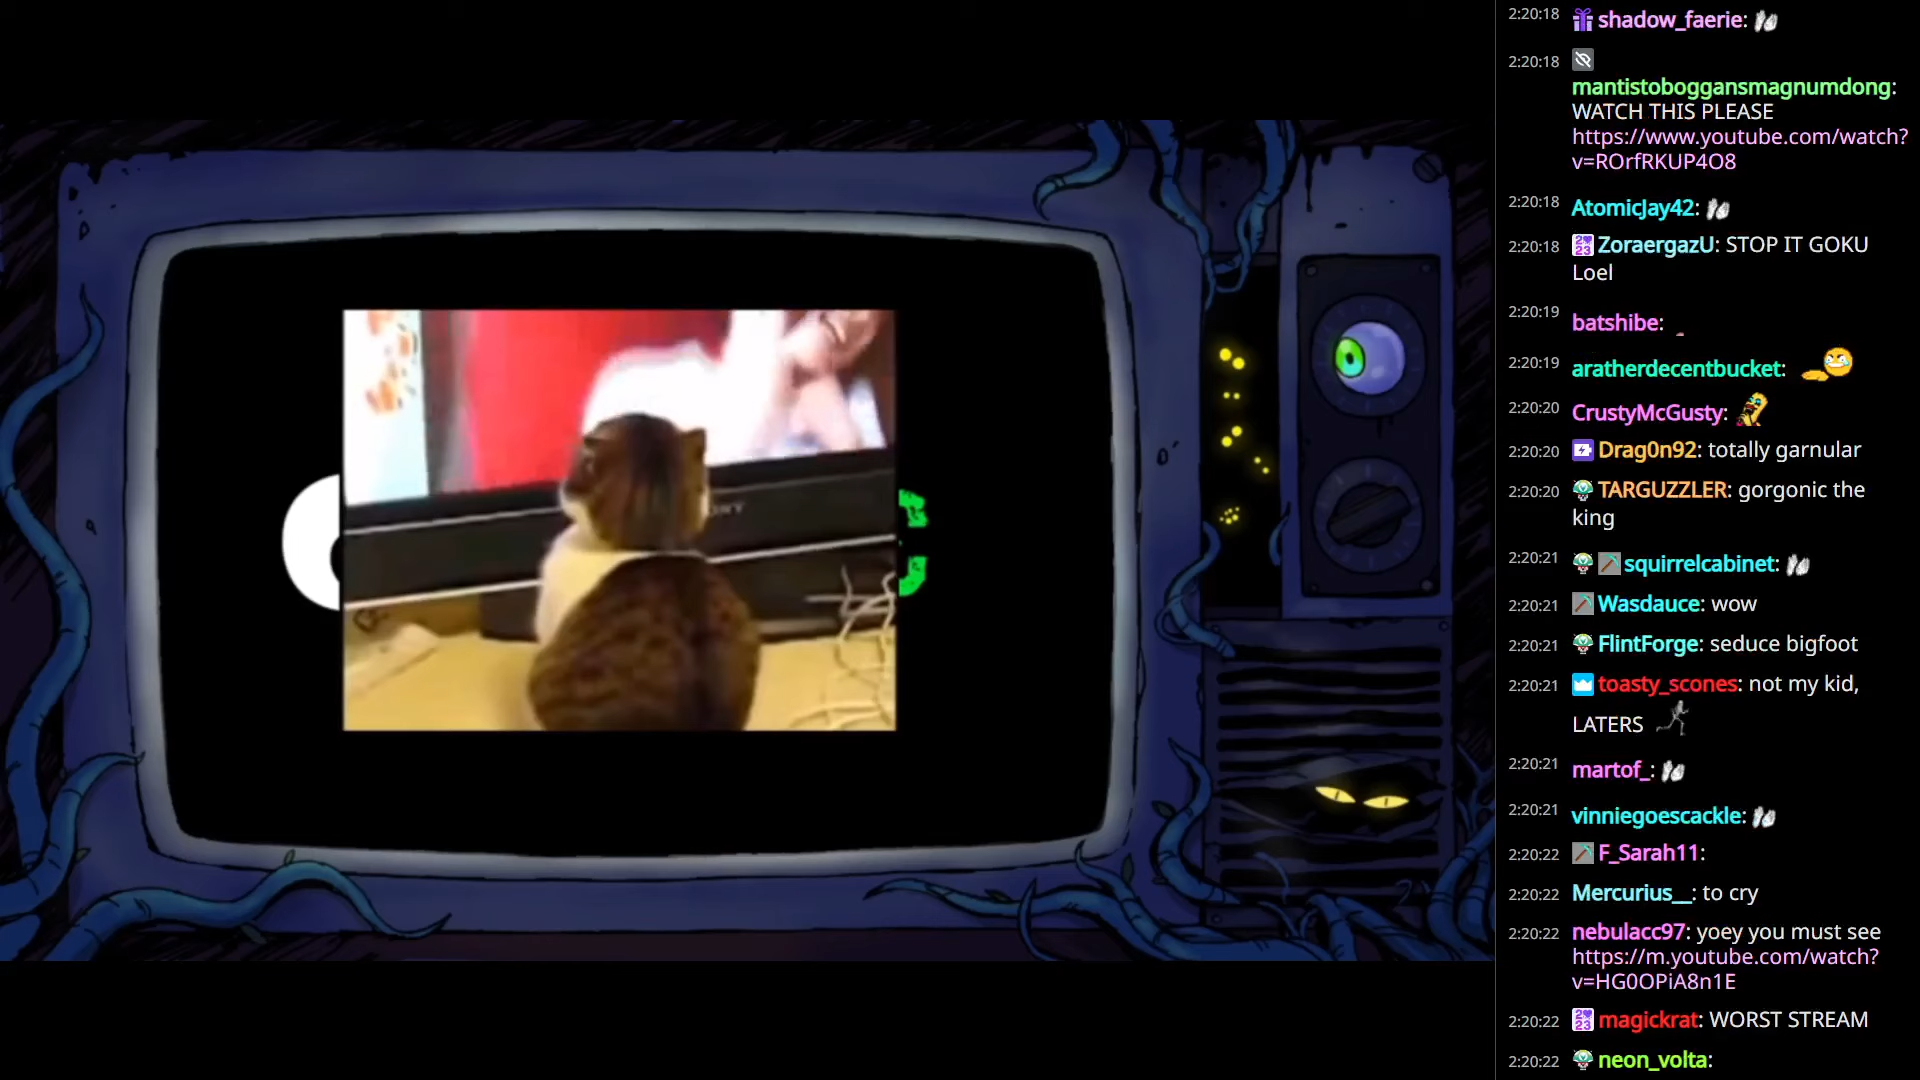 2:20:18 shadow_faerie:
2:20:18
mantistoboggansmagnumdong:
WATCH THIS PLEASE
https://www.youtube.com/watch?
v=ROrfRKUP4O8
2:20:18 AtomicJay42:
2:20:18 ZoraergazU: STOP IT GOKU
Loel
2:20:19 batshibe:
2:20:19 aratherdecentbucket:
2:20:20 CrustyMcGusty:
2:20:20 Drag0n92: totally garnular
2:20:20 TARGUZZLER: gorgonic the
king
2:20:21 squirrelcabinet:
2:20:21 Wasdauce: wow
2:20:21 FlintForge: seduce bigfoot
2:20:21 toasty_scones: not my kid,
LATERS
2:20:21 martof_:
2:20:21 vinniegoescackle:
2:20:22 F_Sarah11:
2:20:22 Mercurius__: to cry
2:20:22 nebulacc97: yoey you must see
https://m.youtube.com/watch?
v=HG0OPiA8n1E
2:20:22 magickrat: WORST STREAM
2:20:22 neon_volta: